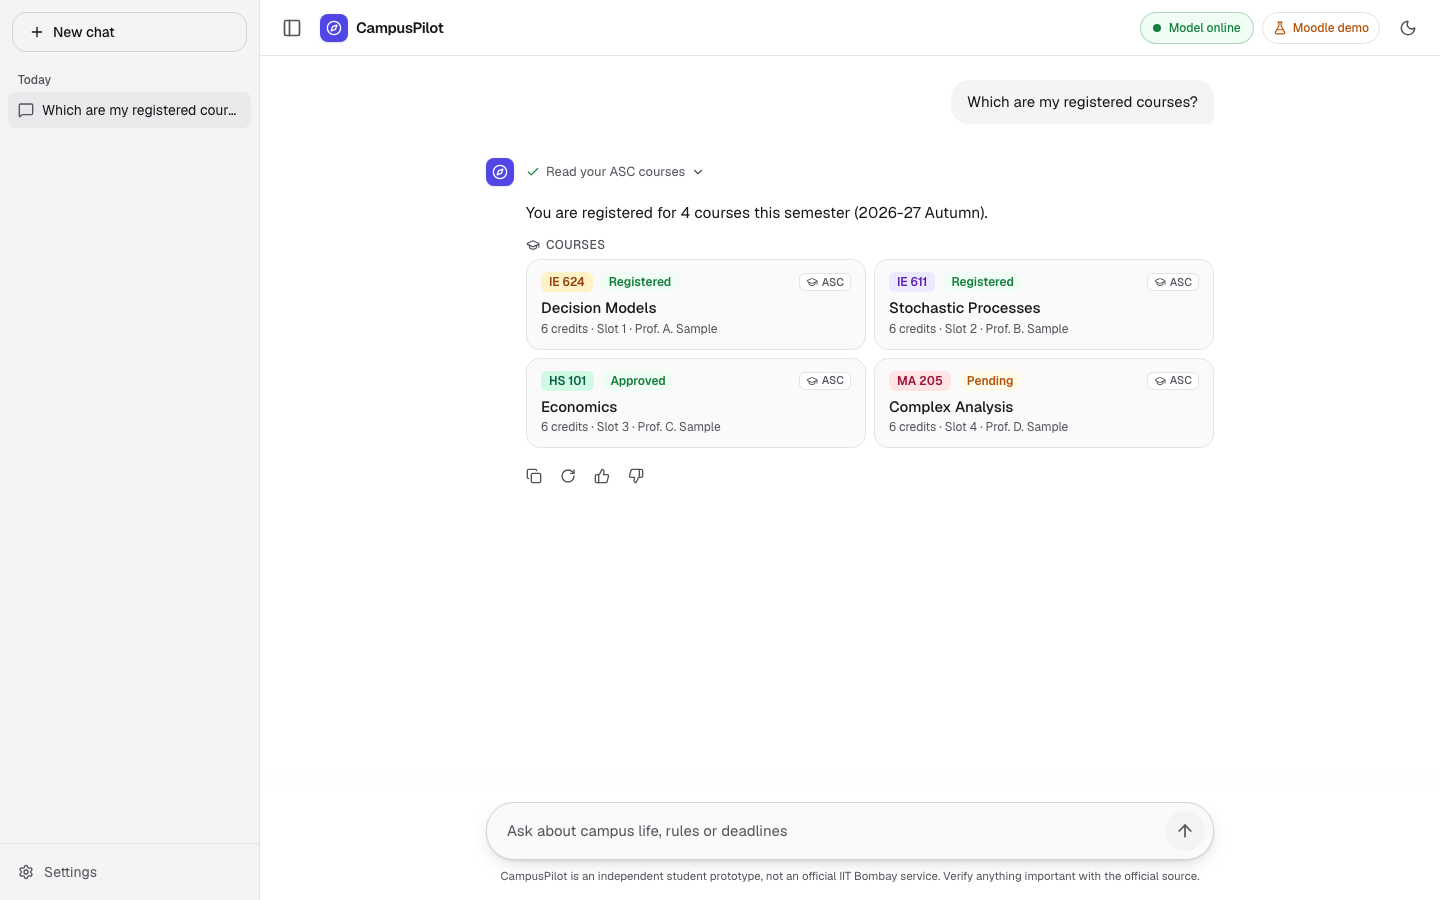 New chat
Today
Which are my registered cour...
Settings
CampusPilot
Model online
Moodle demo
Which are my registered courses?
Read your ASC courses
You are registered for 4 courses this semester (2026-27 Autumn).
COURSES
IE 624 Registered ASC
Decision Models
6 credits · Slot 1 · Prof. A. Sample
IE 611 Registered ASC
Stochastic Processes
6 credits · Slot 2 · Prof. B. Sample
HS 101 Approved ASC
Economics
6 credits · Slot 3 · Prof. C. Sample
MA 205 Pending ASC
Complex Analysis
6 credits · Slot 4 · Prof. D. Sample
Ask about campus life, rules or deadlines
CampusPilot is an independent student prototype, not an official IIT Bombay service. Verify anything important with the official source.